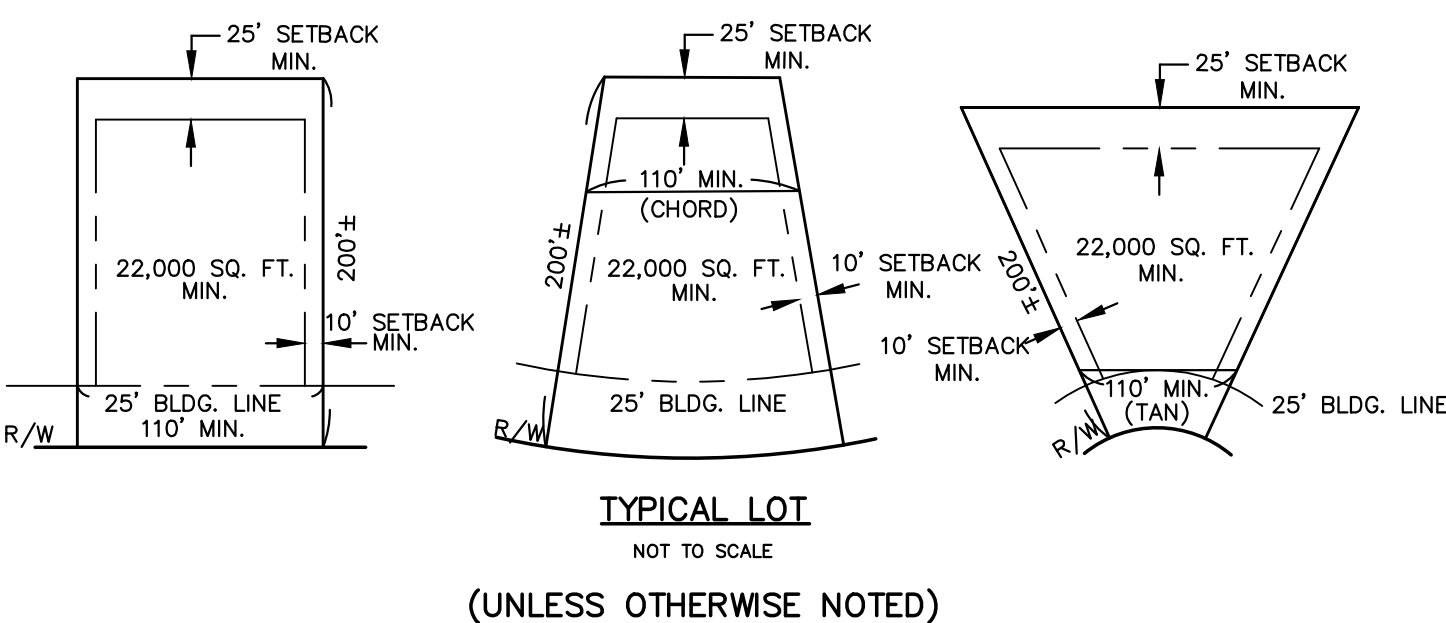 25' SETBACK
MIN.
200'±
22,000 SQ. FT.
MIN.
10' SETBACK
MIN.
25' BLDG. LINE
110' MIN.
R/W
25' SETBACK
MIN.
110' MIN.
(CHORD)
200'±
22,000 SQ. FT.
MIN.
10' SETBACK
MIN.
25' BLDG. LINE
R/W
25' SETBACK
MIN.
22,000 SQ. FT.
MIN.
200'±
10' SETBACK
MIN.
110' MIN.
(TAN)
25' BLDG. LINE
R/W
TYPICAL LOT
NOT TO SCALE
(UNLESS OTHERWISE NOTED)